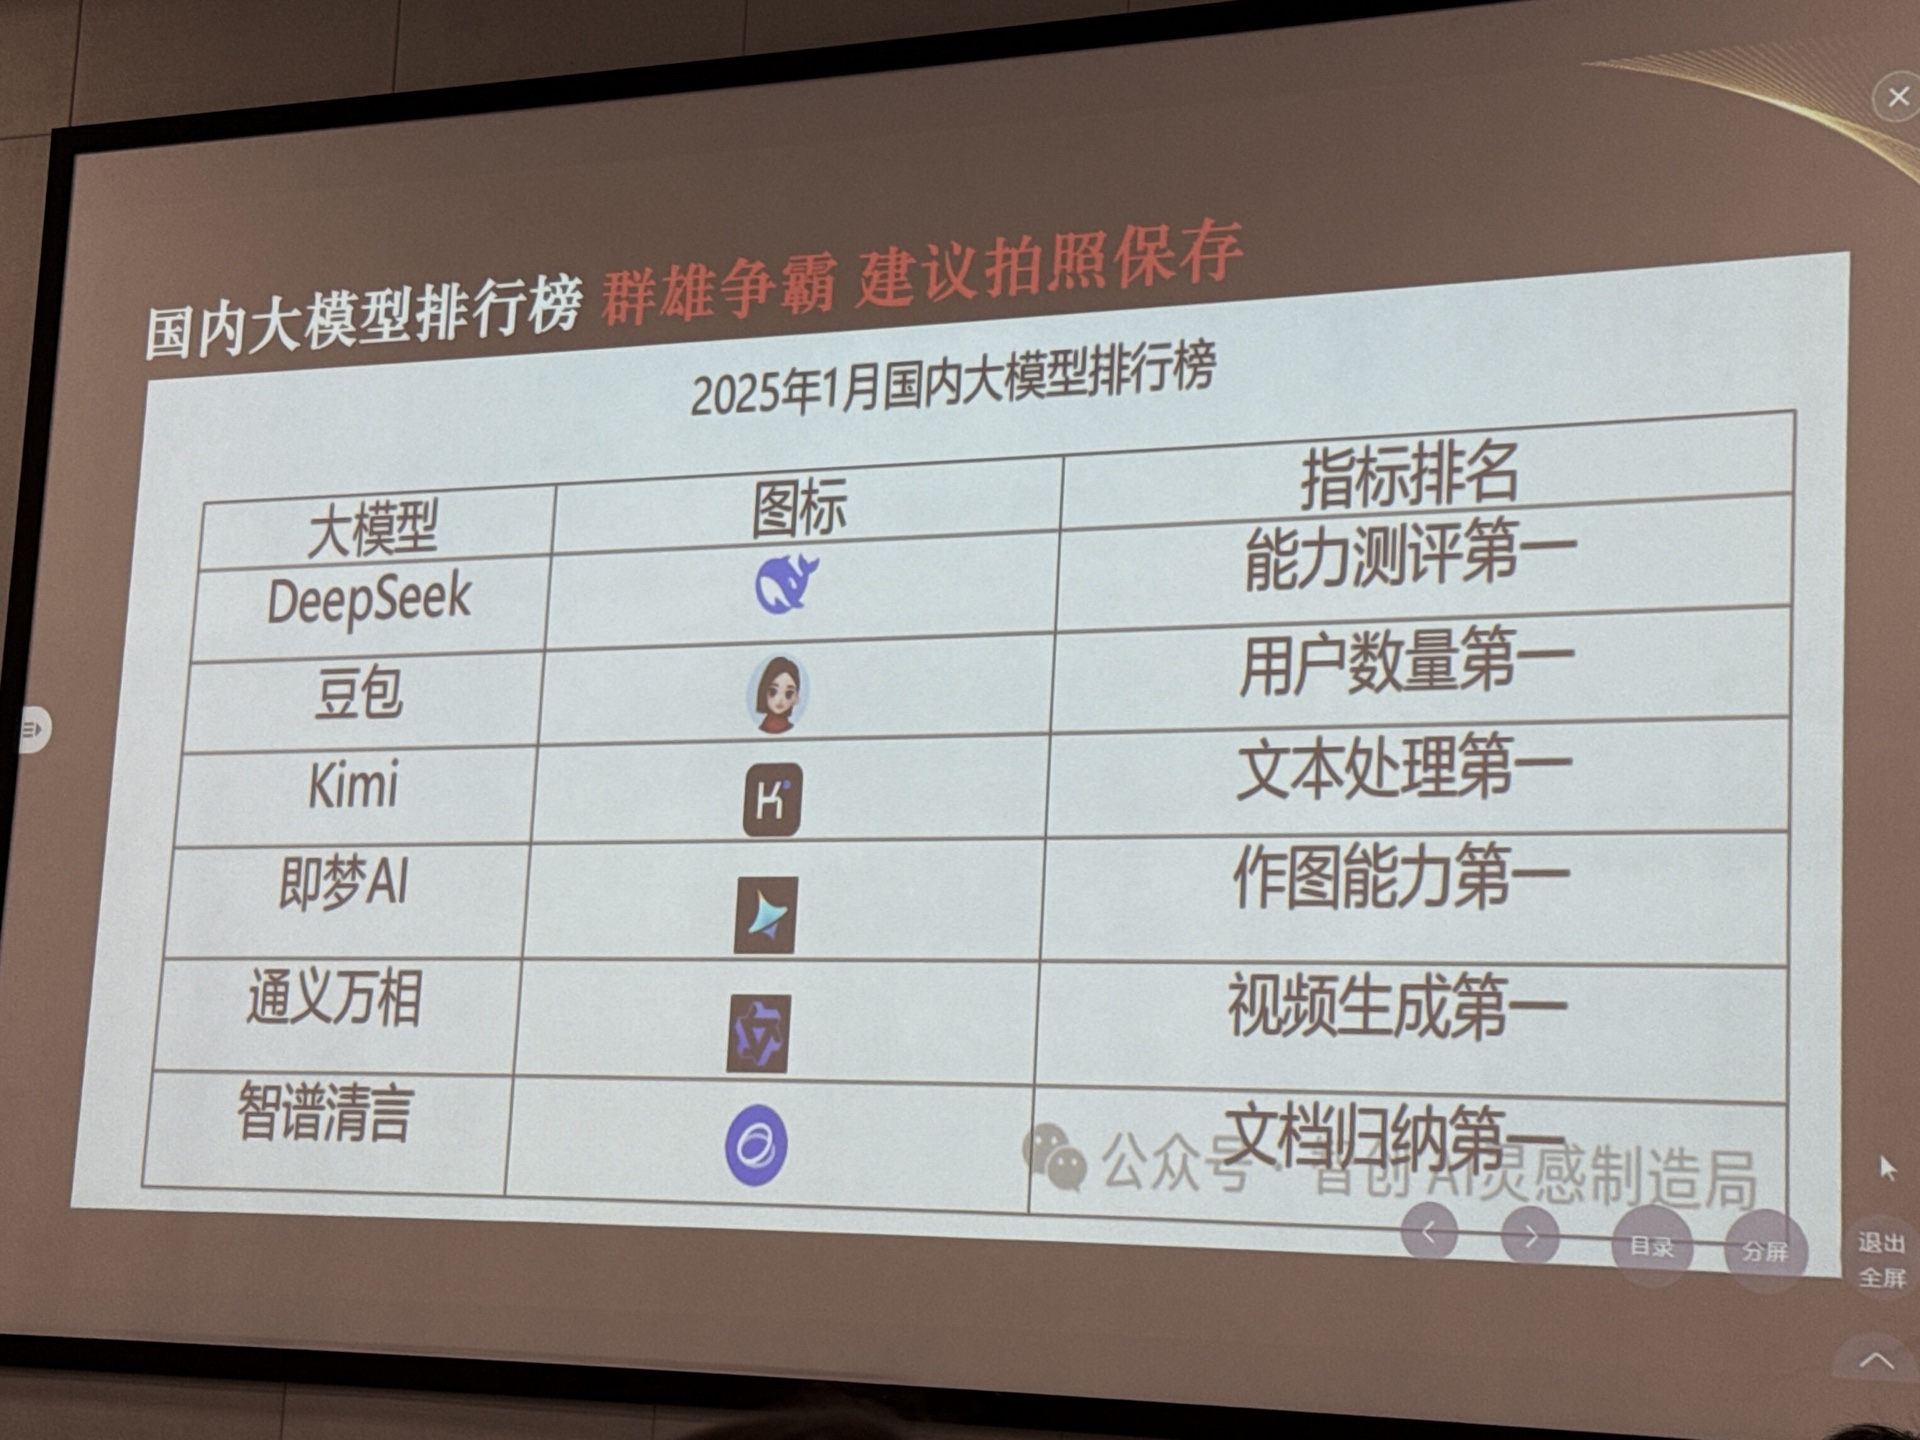 国内大模型排行榜 群雄争霸 建议拍照保存
2025年1月国内大模型排行榜
大模型 图标 指标排名
DeepSeek 能力测评第一
豆包 用户数量第一
Kimi 文本处理第一
即梦AI 作图能力第一
通义万相 视频生成第一
智谱清言 文档归纳第一
公众号·智创AI灵感制造局
目录 分屏
退出
全屏